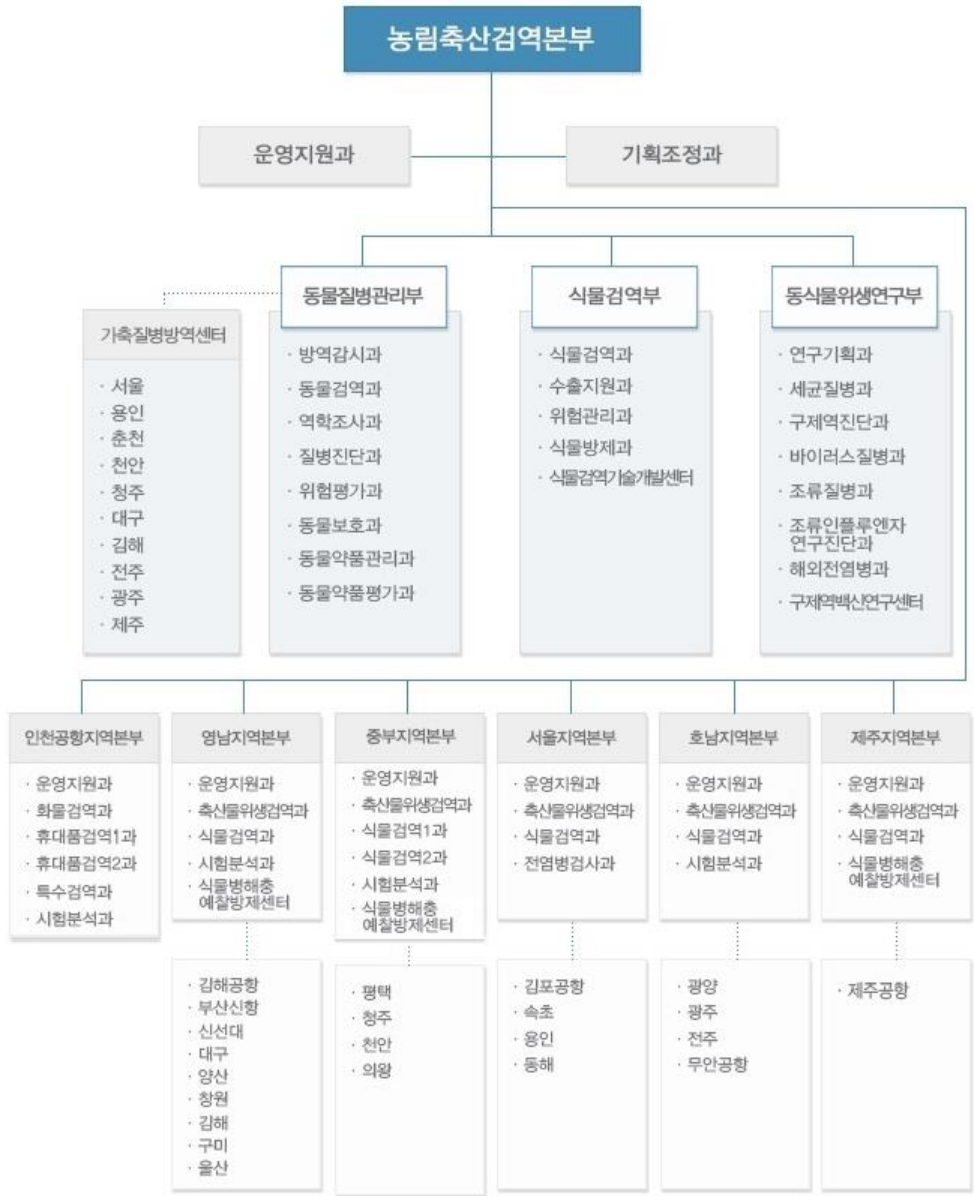 농림축산검역본부
운영지원과
기획조정과
가축질병방역센터
· 서울
· 용인
· 춘천
· 천안
· 청주
· 대구
· 김해
· 전주
· 광주
· 제주
동물질병관리부
· 방역감시과
· 동물검역과
· 역학조사과
· 질병진단과
· 위험평가과
· 동물보호과
· 동물약품관리과
· 동물약품평가과
식물검역부
· 식물검역과
· 수출지원과
· 위험관리과
· 식물방제과
· 식물검역기술개발센터
동식물위생연구부
· 연구기획과
· 세균질병과
· 구제역진단과
· 바이러스질병과
· 조류질병과
· 조류인플루엔자
연구진단과
· 해외전염병과
· 구제역백신연구센터
인천공항지역본부
· 운영지원과
· 화물검역과
· 휴대품검역1과
· 휴대품검역2과
· 특수검역과
· 시험분석과
영남지역본부
· 운영지원과
· 축산물위생검역과
· 식물검역과
· 시험분석과
· 식물병해충
예찰방제센터
· 김해공항
· 부산신항
· 신선대
· 대구
· 양산
· 창원
· 김해
· 구미
· 울산
중부지역본부
· 운영지원과
· 축산물위생검역과
· 식물검역1과
· 식물검역2과
· 시험분석과
· 식물병해충
예찰방제센터
· 평택
· 청주
· 천안
· 의왕
서울지역본부
· 운영지원과
· 축산물위생검역과
· 식물검역과
· 전염병검사과
· 김포공항
· 속초
· 용인
· 동해
호남지역본부
· 운영지원과
· 축산물위생검역과
· 식물검역과
· 시험분석과
· 광양
· 광주
· 전주
· 무안공항
제주지역본부
· 운영지원과
· 축산물위생검역과
· 식물검역과
· 식물병해충
예찰방제센터
· 제주공항